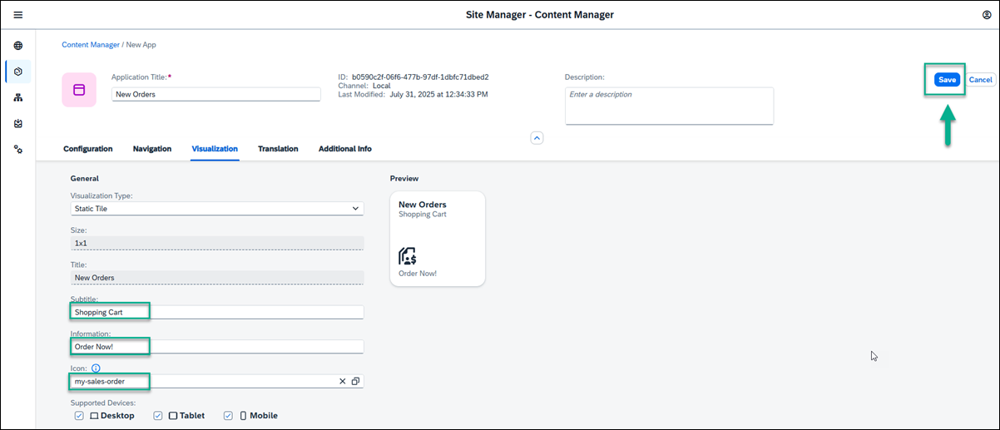 Site Manager - Content Manager
Content Manager / New App
Application Title:*
New Orders
ID: b0590c2f-06f6-477b-97df-1dbfc71dbed2
Channel: Local
Last Modified: July 31, 2025 at 12:34:33 PM
Description:
Enter a description
Save Cancel
Configuration Navigation Visualization Translation Additional Info
General
Visualization Type:
Static Tile
Size:
1x1
Title:
New Orders
Subtitle:
Shopping Cart
Information:
Order Now!
Icon:
my-sales-order
Supported Devices:
Desktop Tablet Mobile
Preview
New Orders
Shopping Cart
Order Now!